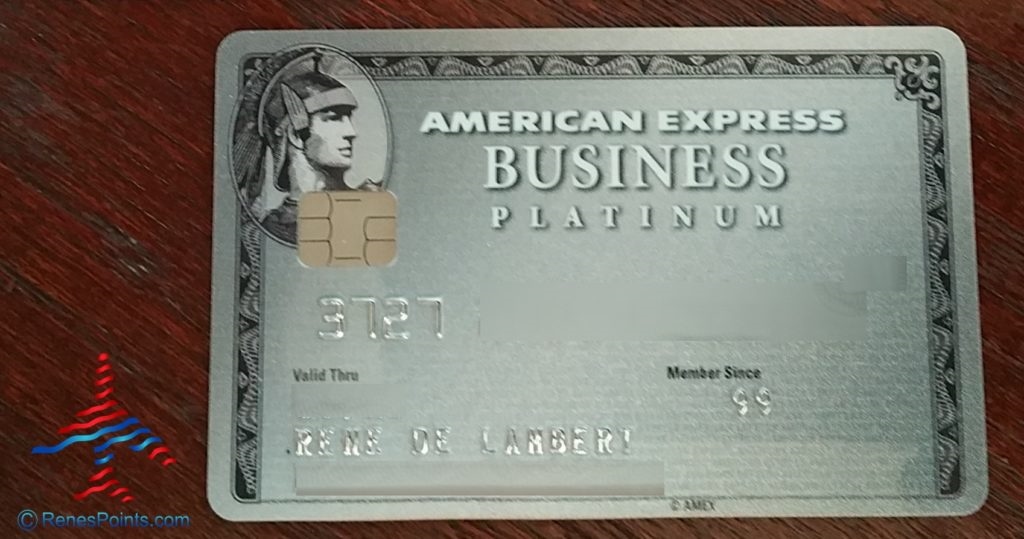 AMERICAN EXPRESS
BUSINESS
PLATINUM
3727
Valid Thru
Member Since
99
RENE DE LAMBERT
© AMEX
© RenesPoints.com